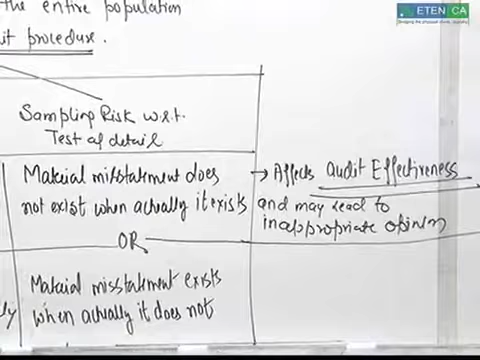 the entire population
it procedure.
ETEN CA
Sampling Risk w.r.t.
Test of detail
Material misstatement does
not exist when actually it exists
→ Affects audit Effectiveness
and may lead to
inappropriate opinion
OR
Material misstatement exists
when actually it does not
ly